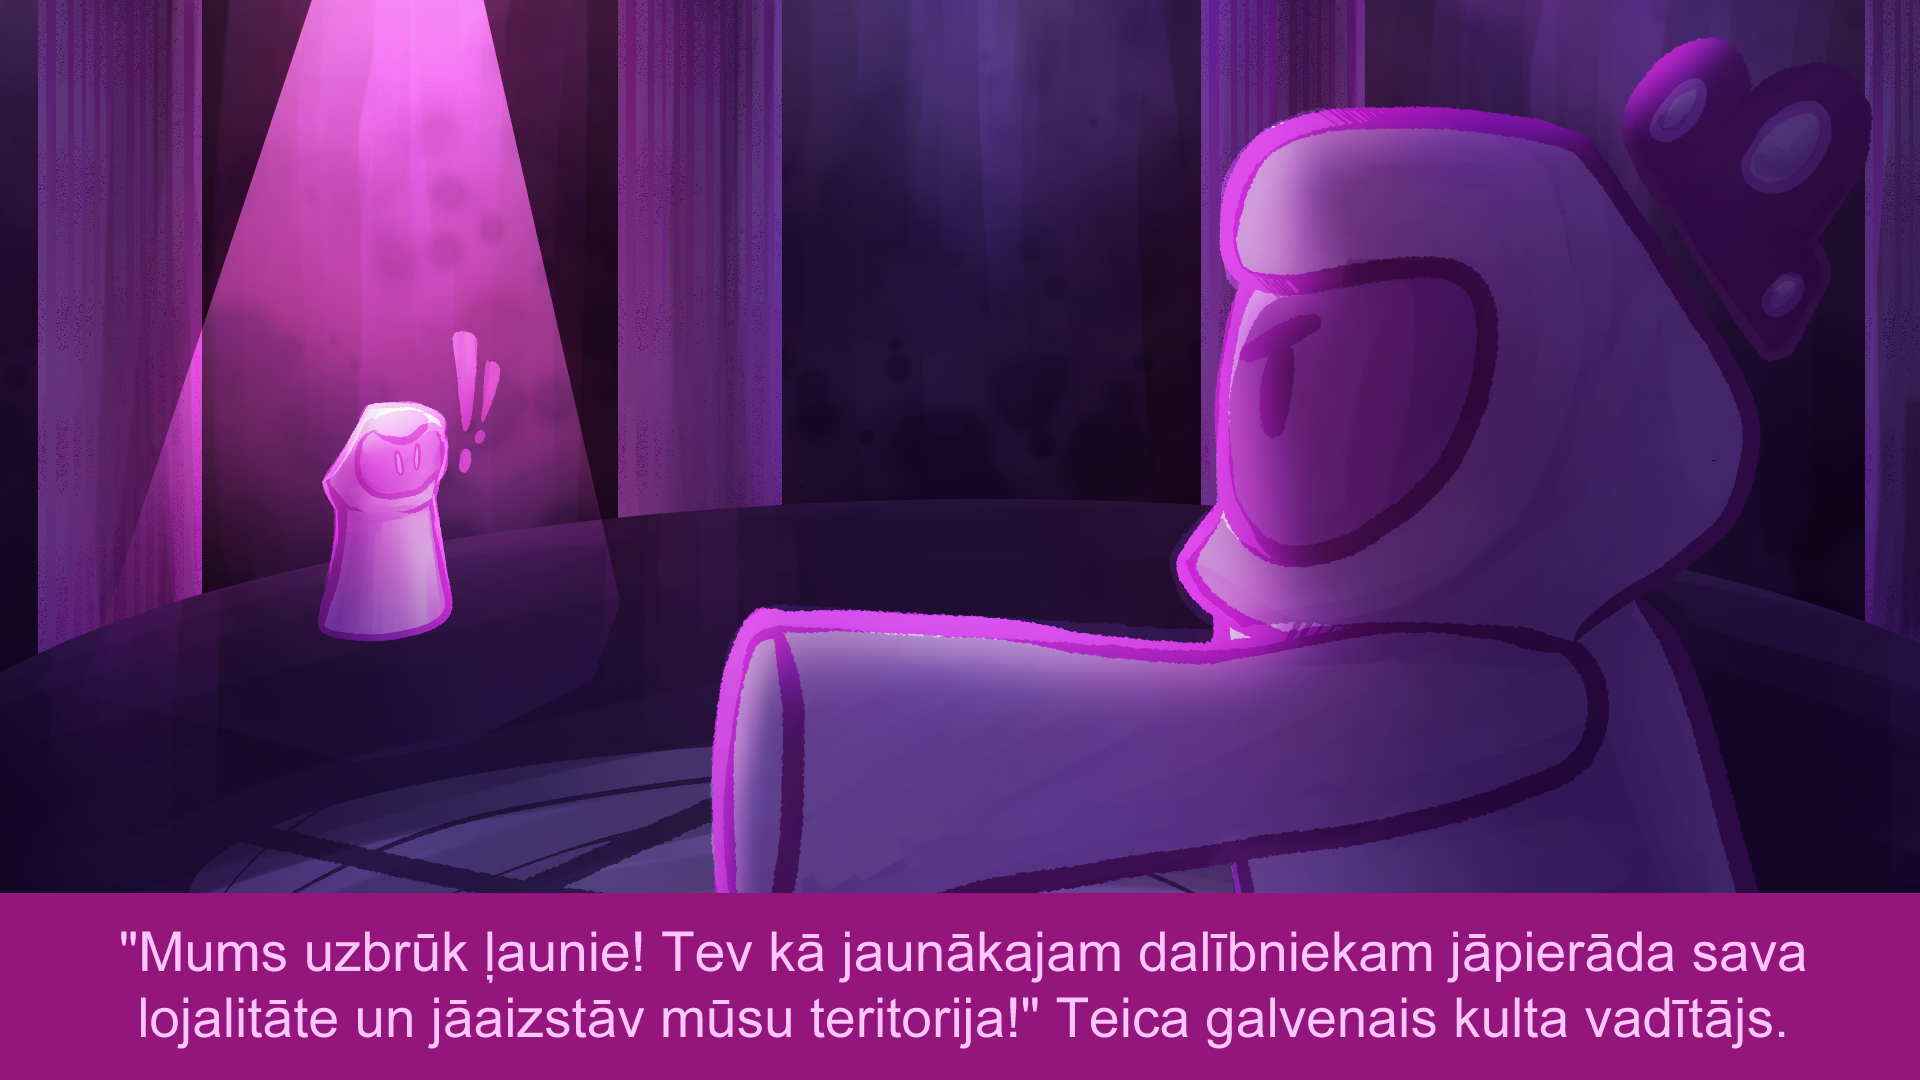 "Mums uzbrūk ļaunie! Tev kā jaunākajam dalībniekam jāpierāda sava
lojalitāte un jāaizstāv mūsu teritorija!" Teica galvenais kulta vadītājs.